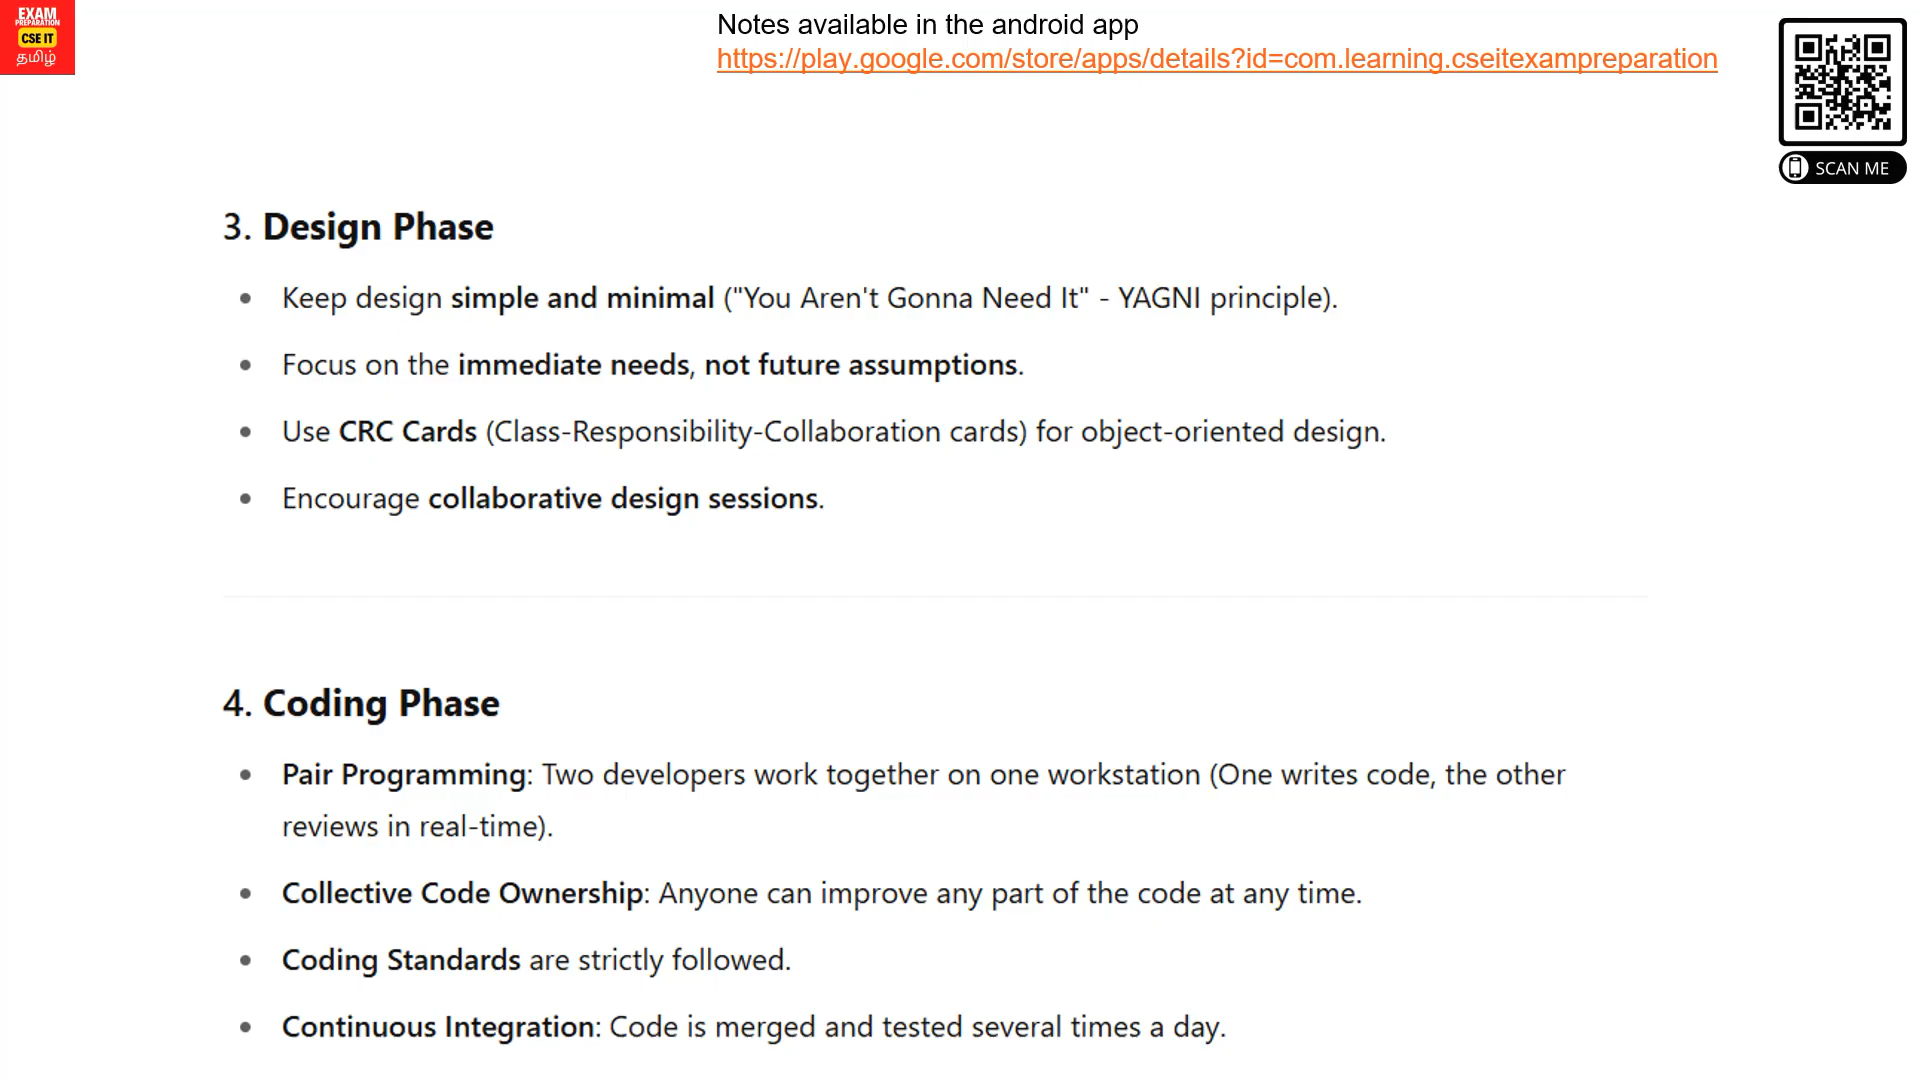 EXAM
PREPARATION
CSE IT
தமிழ்
Notes available in the android app
https://play.google.com/store/apps/details?id=com.learning.cseitexampreparation
SCAN ME
3. Design Phase
• Keep design simple and minimal ("You Aren't Gonna Need It" - YAGNI principle).
• Focus on the immediate needs, not future assumptions.
• Use CRC Cards (Class-Responsibility-Collaboration cards) for object-oriented design.
• Encourage collaborative design sessions.
4. Coding Phase
• Pair Programming: Two developers work together on one workstation (One writes code, the other
reviews in real-time).
• Collective Code Ownership: Anyone can improve any part of the code at any time.
• Coding Standards are strictly followed.
• Continuous Integration: Code is merged and tested several times a day.